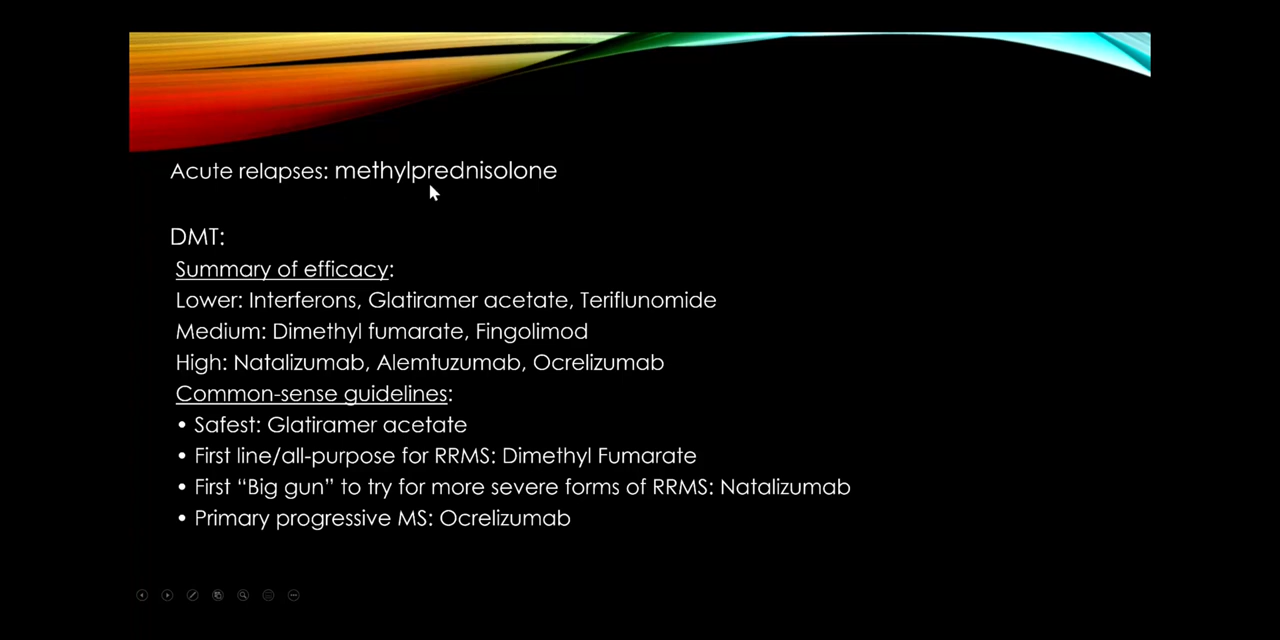 Acute relapses: methylprednisolone
DMT:
Summary of efficacy:
Lower: Interferons, Glatiramer acetate, Teriflunomide
Medium: Dimethyl fumarate, Fingolimod
High: Natalizumab, Alemtuzumab, Ocrelizumab
Common-sense guidelines:
• Safest: Glatiramer acetate
• First line/all-purpose for RRMS: Dimethyl Fumarate
• First “Big gun” to try for more severe forms of RRMS: Natalizumab
• Primary progressive MS: Ocrelizumab